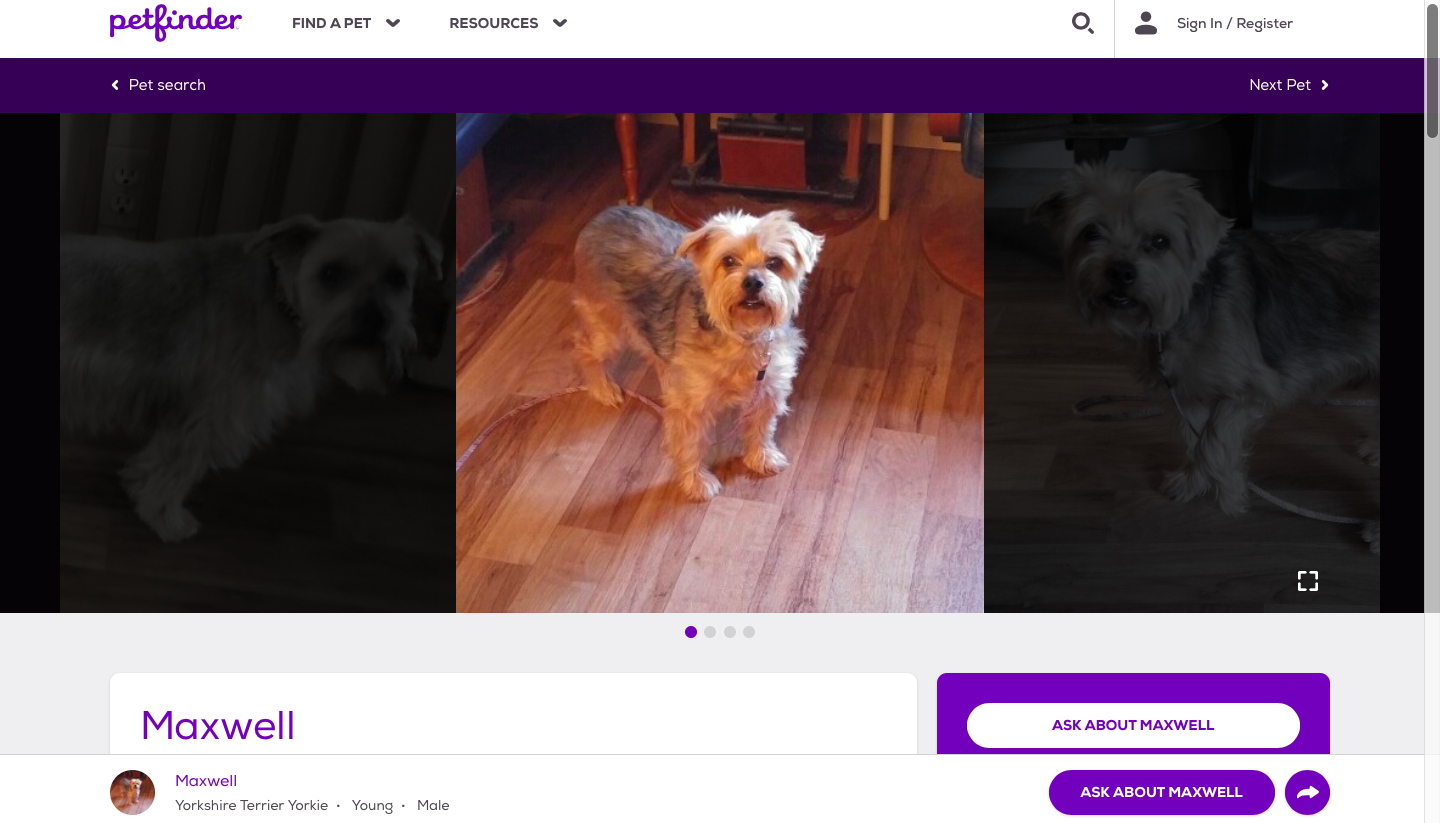 petfinder
FIND A PET
RESOURCES
Sign In / Register
Pet search
Next Pet
Maxwell
ASK ABOUT MAXWELL
Maxwell
Yorkshire Terrier Yorkie • Young • Male
ASK ABOUT MAXWELL